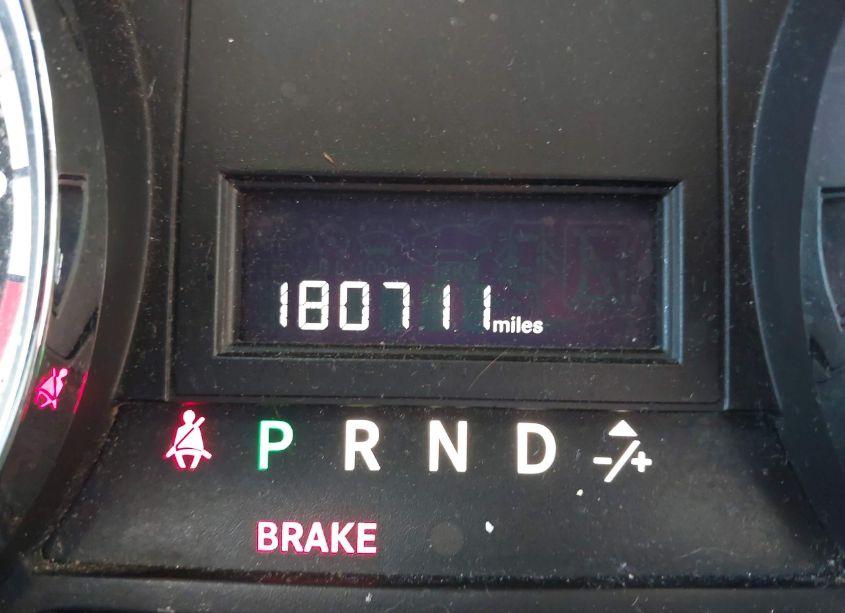 180711 miles
P R N D -/+
BRAKE